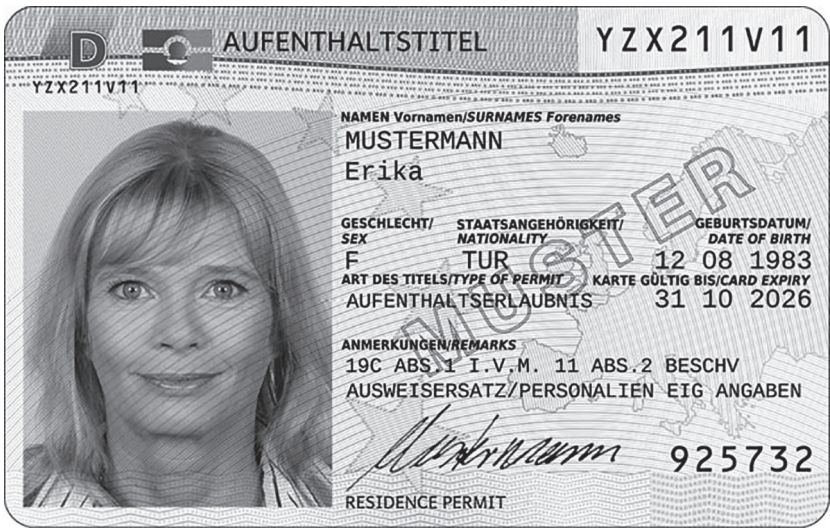 D
AUFENTHALTSTITEL
YZX211V11
YZX211V11
NAMEN Vornamen/SURNAMES Forenames
MUSTERMANN
Erika
GESCHLECHT/
SEX
STAATSANGEHÖRIGKEIT/
NATIONALITY
GEBURTSDATUM/
DATE OF BIRTH
F TUR 12 08 1983
ART DES TITELS/TYPE OF PERMIT KARTE GÜLTIG BIS/CARD EXPIRY
AUFENTHALTSERLAUBNIS 31 10 2026
MUSTER
ANMERKUNGEN/REMARKS
19C ABS.1 I.V.M. 11 ABS.2 BESCHV
AUSWEISERSATZ/PERSONALIEN EIG ANGABEN
Mustermann
925732
RESIDENCE PERMIT